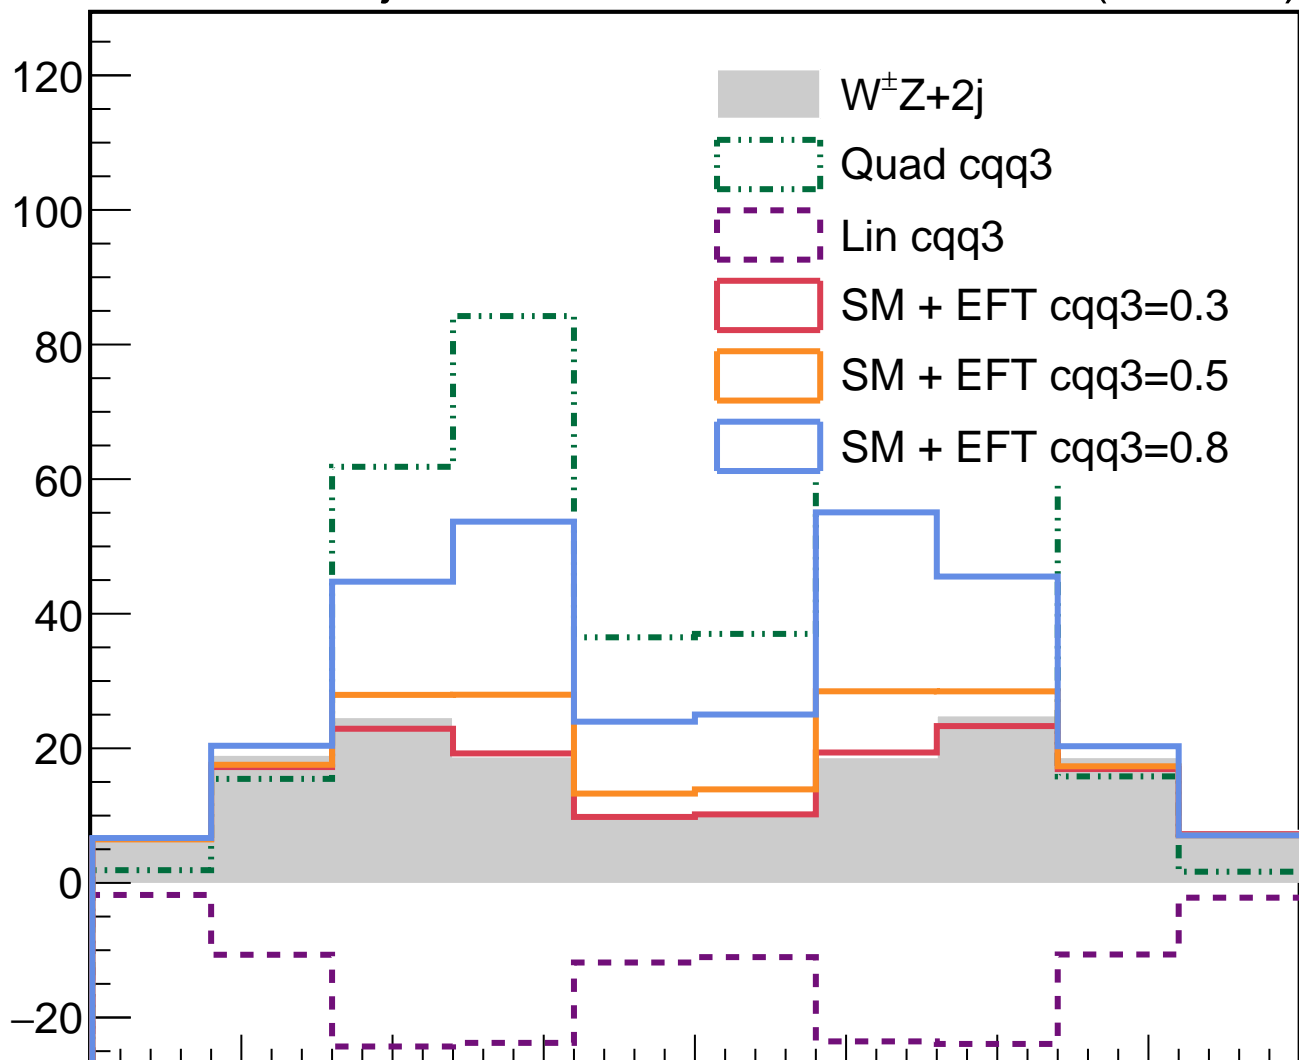 120
100
80
60
40
20
0
−20
W±Z+2j
Quad cqq3
Lin cqq3
SM + EFT cqq3=0.3
SM + EFT cqq3=0.5
SM + EFT cqq3=0.8